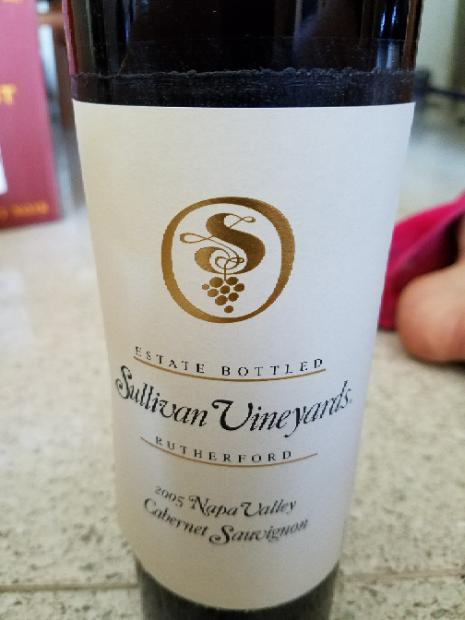 S
ESTATE BOTTLED
Sullivan Vineyards
RUTHERFORD
2005 Napa Valley
Cabernet Sauvignon